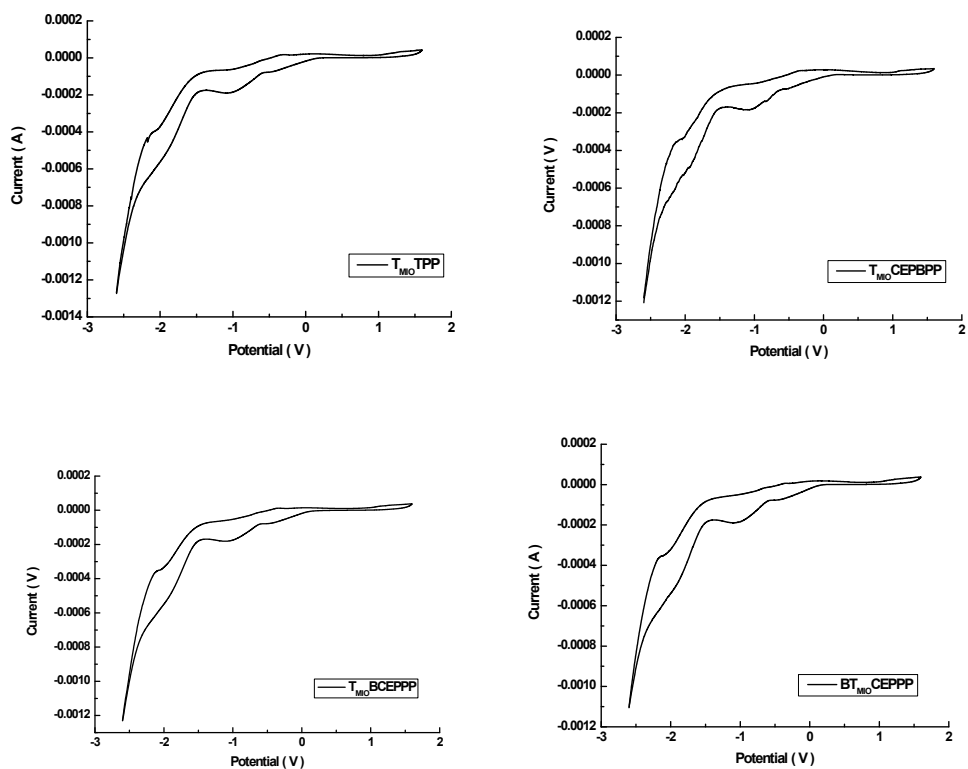 0.0002
0.0000
-0.0002
-0.0004
-0.0006
-0.0008
-0.0010
-0.0012
-0.0014
Current ( A )
-3 -2 -1 0 1 2
Potential ( V )
T_MIO TPP
0.0002
0.0000
-0.0002
-0.0004
-0.0006
-0.0008
-0.0010
-0.0012
Current ( V )
-3 -2 -1 0 1 2
Potential ( V )
T_MIO CEPBPP
0.0002
0.0000
-0.0002
-0.0004
-0.0006
-0.0008
-0.0010
-0.0012
Current ( V )
-3 -2 -1 0 1 2
Potential ( V )
T_MIO BCEPPP
0.0002
0.0000
-0.0002
-0.0004
-0.0006
-0.0008
-0.0010
-0.0012
Current ( A )
-3 -2 -1 0 1 2
Potential ( V )
BT_MIO CEPPP